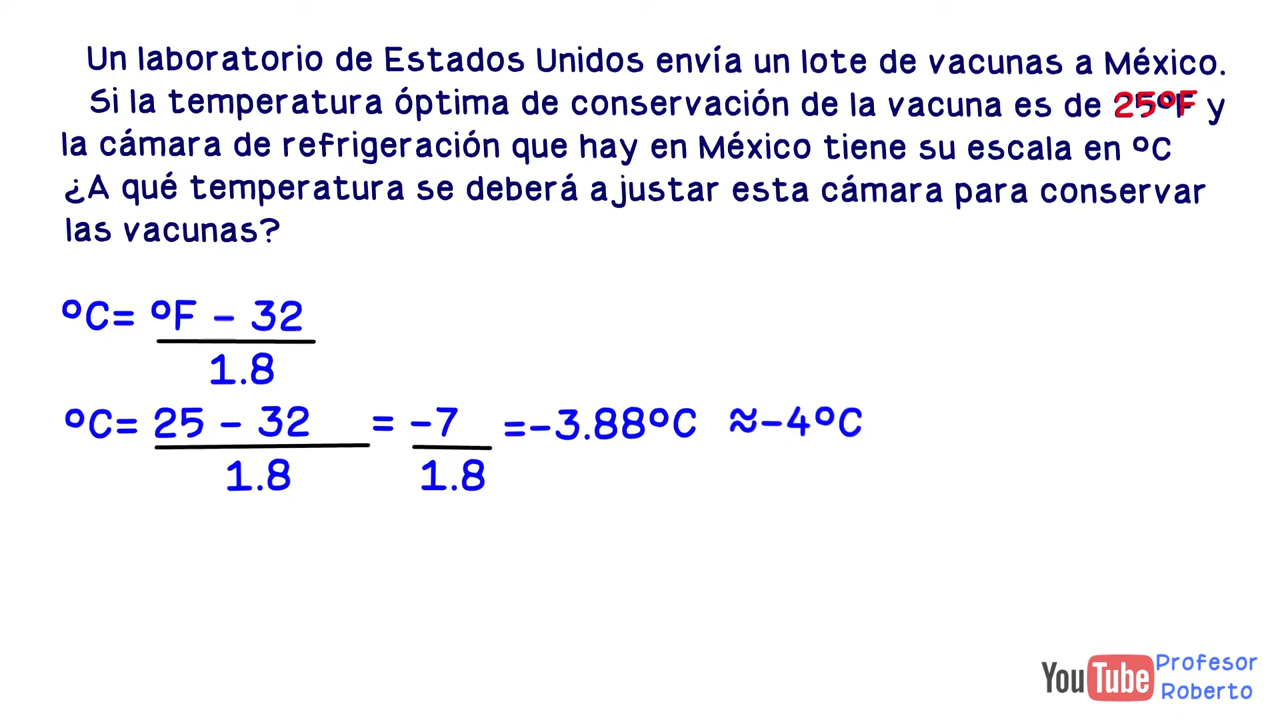 Un laboratorio de Estados Unidos envía un lote de vacunas a México.
Si la temperatura óptima de conservación de la vacuna es de 25ºF y
la cámara de refrigeración que hay en México tiene su escala en ºC
¿A qué temperatura se deberá ajustar esta cámara para conservar
las vacunas?
ºC= ºF - 32
1.8
ºC= 25 - 32 = -7 =-3.88ºC ≈-4ºC
1.8 1.8
YouTube Profesor
Roberto